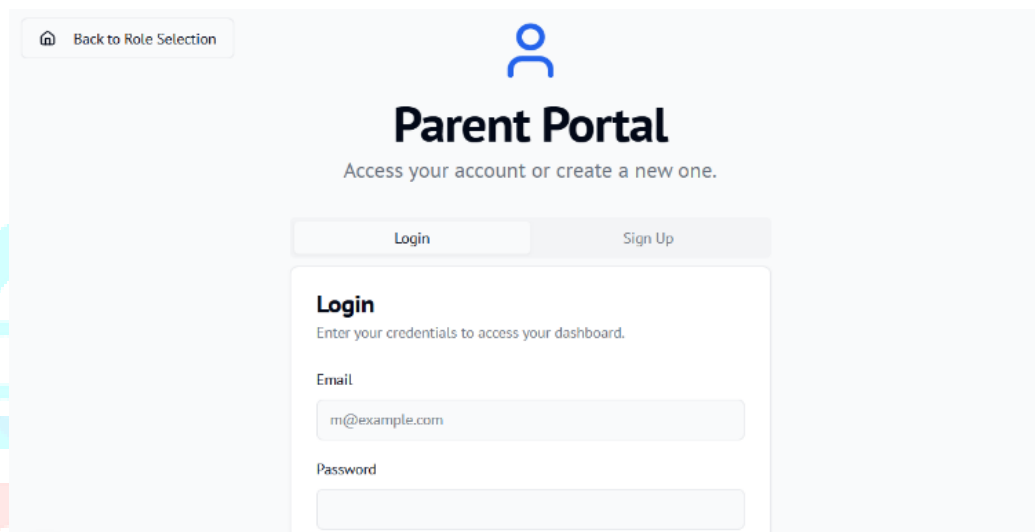 Back to Role Selection
Parent Portal
Access your account or create a new one.
Login
Sign Up
Login
Enter your credentials to access your dashboard.
Email
m@example.com
Password